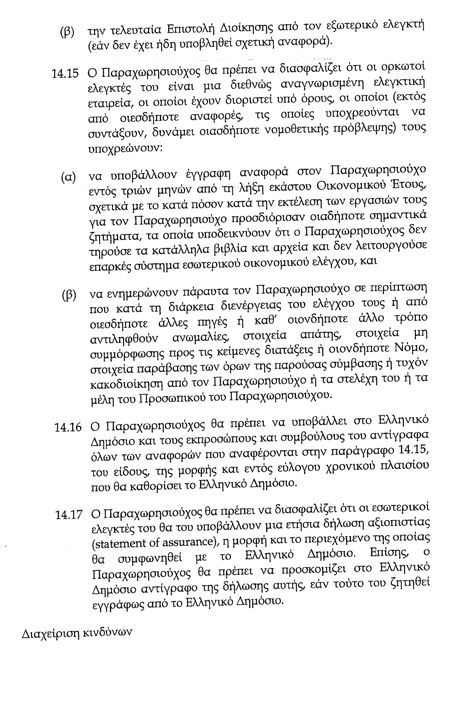 (β) την τελευταία Επιστολή Διοίκησης από τον εξωτερικό ελεγκτή
(εάν δεν έχει ήδη υποβληθεί σχετική αναφορά).
14.15 Ο Παραχωρησιούχος θα πρέπει να διασφαλίζει ότι οι ορκωτοί
ελεγκτές του είναι μια διεθνώς αναγνωρισμένη ελεγκτική
εταιρεία, οι οποίοι έχουν διοριστεί υπό όρους, οι οποίοι (εκτός
από οιεσδήποτε αναφορές, τις οποίες υποχρεούνται να
συντάξουν, δυνάμει οιασδήποτε νομοθετικής πρόβλεψης) τους
υποχρεώνουν:
(α) να υποβάλλουν έγγραφη αναφορά στον Παραχωρησιούχο
εντός τριών μηνών από τη λήξη εκάστου Οικονομικού Έτους,
σχετικά με το κατά πόσον κατά την εκτέλεση των εργασιών τους
για τον Παραχωρησιούχο προσδιόρισαν οιαδήποτε σημαντικά
ζητήματα, τα οποία υποδεικνύουν ότι ο Παραχωρησιούχος δεν
τηρούσε τα κατάλληλα βιβλία και αρχεία και δεν λειτουργούσε
επαρκές σύστημα εσωτερικού οικονομικού ελέγχου, και
(β) να ενημερώνουν πάραυτα τον Παραχωρησιούχο σε περίπτωση
που κατά τη διάρκεια διενέργειας του ελέγχου τους ή από
οιεσδήποτε άλλες πηγές ή καθ' οιονδήποτε άλλο τρόπο
αντιληφθούν ανωμαλίες, στοιχεία απάτης, στοιχεία μη
συμμόρφωσης προς τις κείμενες διατάξεις ή οιονδήποτε Νόμο,
στοιχεία παράβασης των όρων της παρούσας σύμβασης ή τυχόν
κακοδιοίκηση από τον Παραχωρησιούχο ή τα στελέχη του ή τα
μέλη του Προσωπικού του Παραχωρησιούχου.
14.16 Ο Παραχωρησιούχος θα πρέπει να υποβάλλει στο Ελληνικό
Δημόσιο και τους εκπροσώπους και συμβούλους του αντίγραφα
όλων των αναφορών που αναφέρονται στην παράγραφο 14.15,
του είδους, της μορφής και εντός εύλογου χρονικού πλαισίου
που θα καθορίσει το Ελληνικό Δημόσιο.
14.17 Ο Παραχωρησιούχος θα πρέπει να διασφαλίζει ότι οι εσωτερικοί
ελεγκτές του θα του υποβάλλουν μια ετήσια δήλωση αξιοπιστίας
(statement of assurance), η μορφή και το περιεχόμενο της οποίας
θα συμφωνηθεί με το Ελληνικό Δημόσιο. Επίσης, ο
Παραχωρησιούχος θα πρέπει να προσκομίζει στο Ελληνικό
Δημόσιο αντίγραφο της δήλωσης αυτής, εάν τούτο του ζητηθεί
εγγράφως από το Ελληνικό Δημόσιο.
Διαχείριση κινδύνων